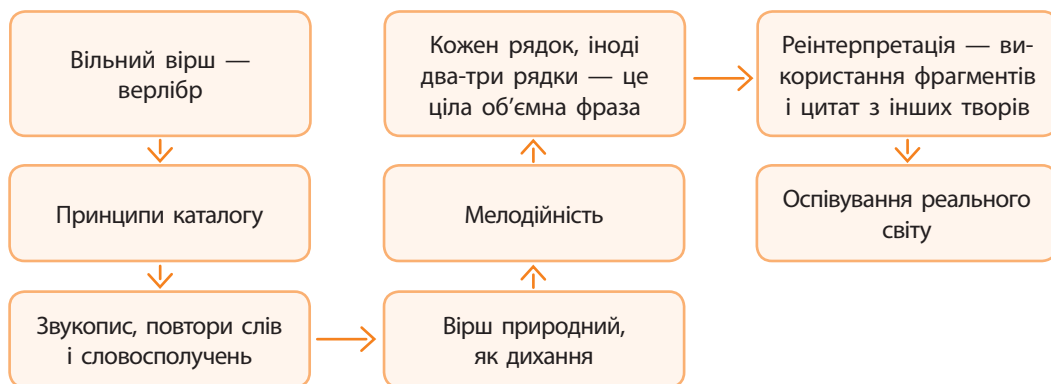 Вільний вірш —
верлібр
Принципи каталогу
Звукопис, повтори слів
і словосполучень
Вірш природний,
як дихання
Мелодійність
Кожен рядок, іноді
два-три рядки — це
ціла об’ємна фраза
Реінтерпретація — ви-
користання фрагментів
і цитат з інших творів
Оспівування реального
світу